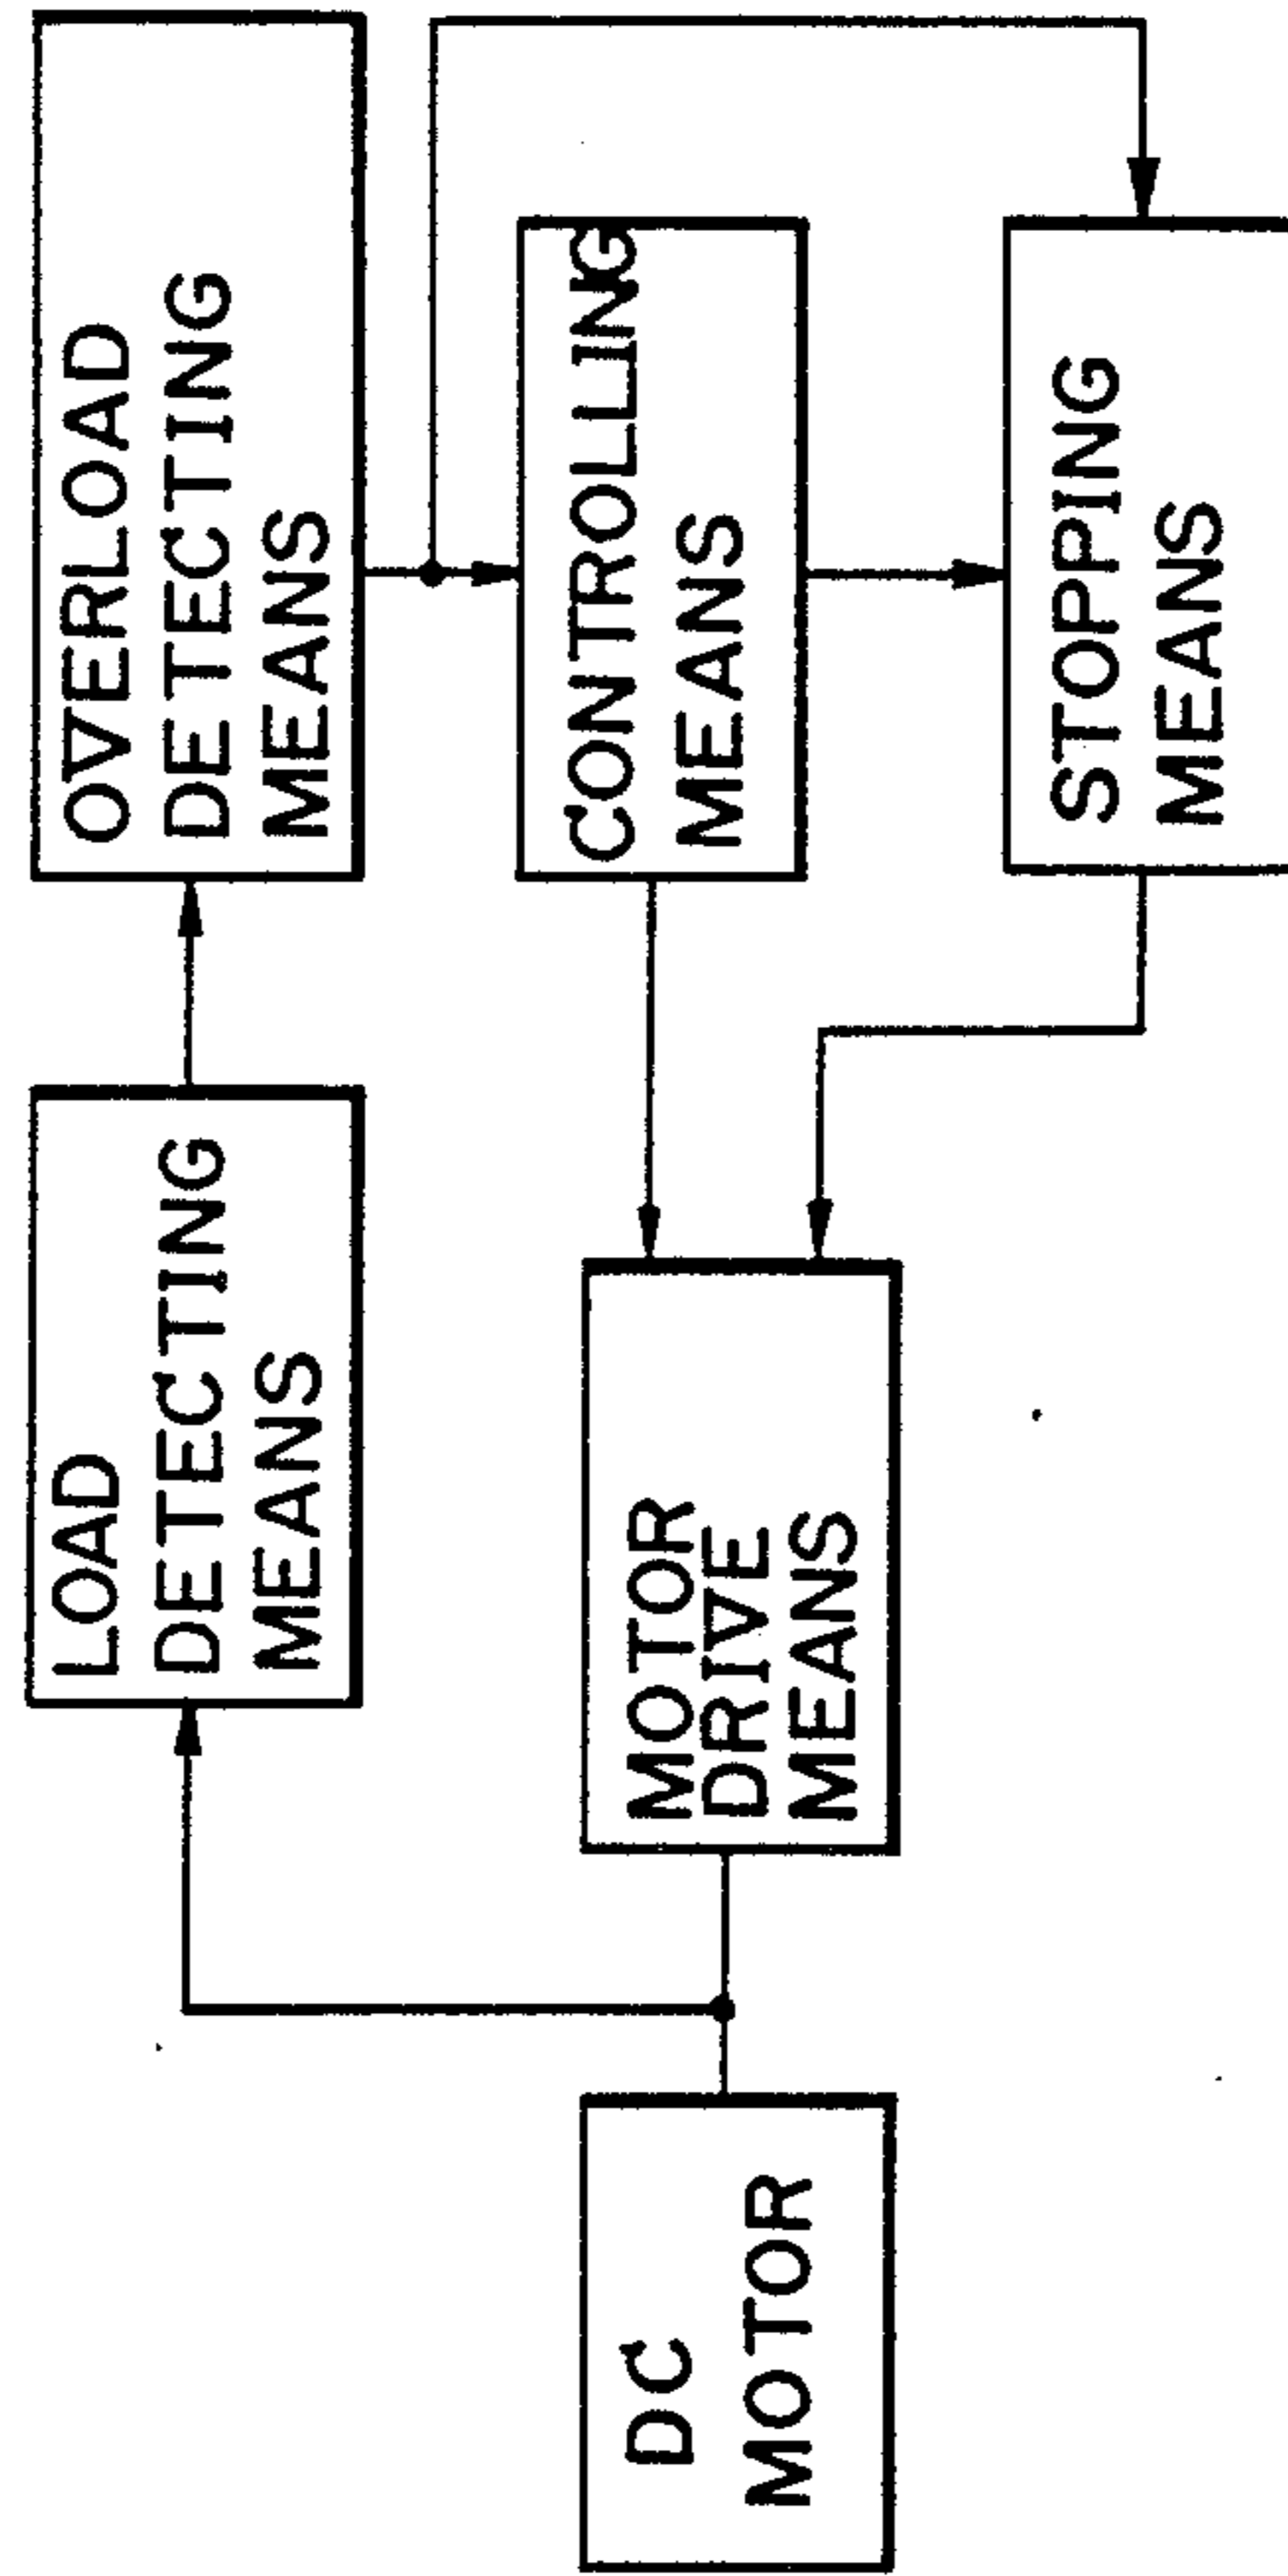 LOAD
DETECTING
MEANS
OVERLOAD
DETECTING
MEANS
DC
MOTOR
MOTOR
DRIVE
MEANS
CONTROLLING
MEANS
STOPPING
MEANS